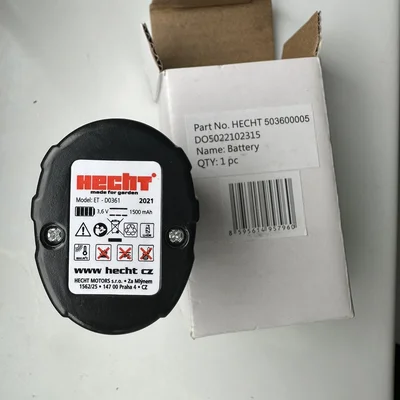 HECHT
made for garden
Model: ET - D0361 2021
3,6 V 1500 mAh
www hecht cz
HECHT MOTORS s.r.o. • Za Mlýnem
1562/25 • 147 00 Praha 4 • CZ
Part No. HECHT 503600005
DO5022102315
Name: Battery
QTY: 1 pc
8595614957960